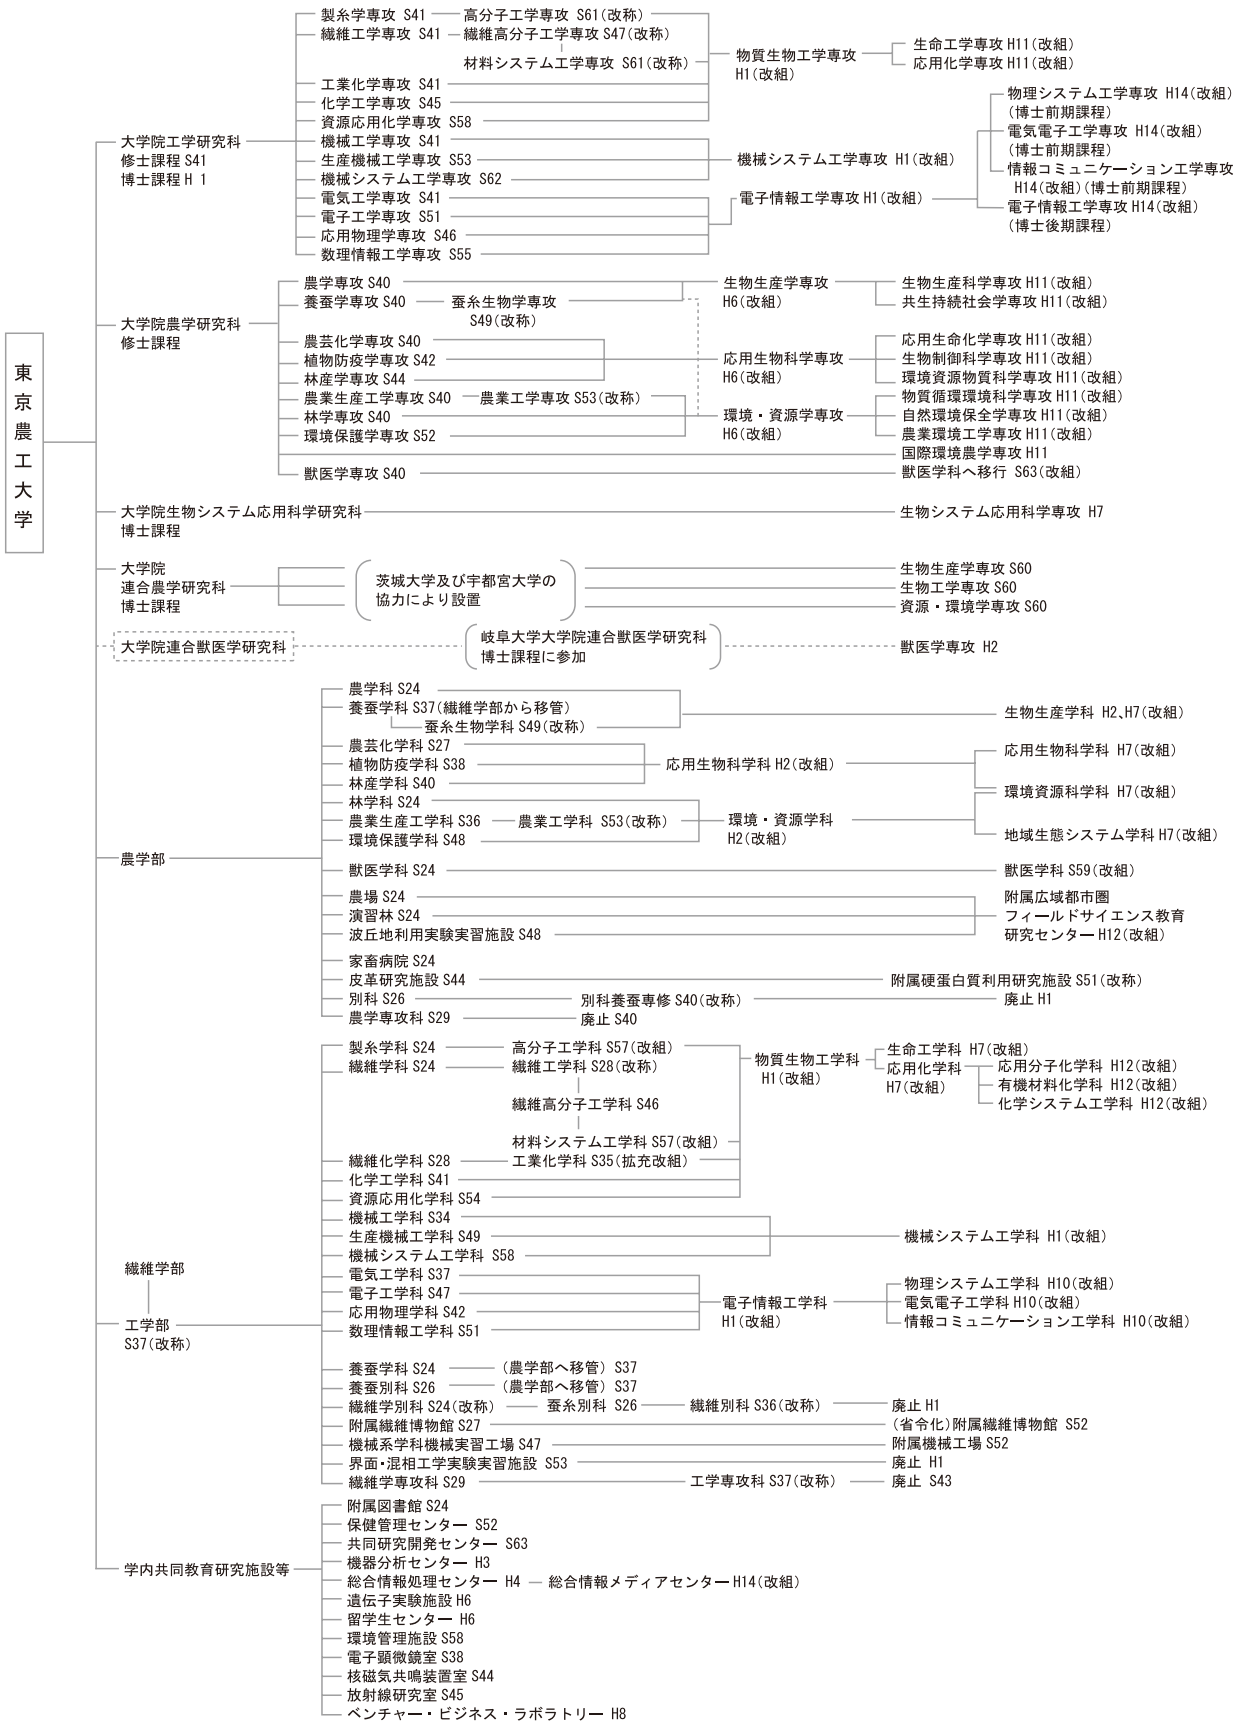 東京農工大学
大学院工学研究科
修士課程 S41
博士課程 H 1
製糸学専攻 S41
高分子工学専攻 S61(改称)
繊維工学専攻 S41
繊維高分子工学専攻 S47(改称)
材料システム工学専攻 S61(改称)
工業化学専攻 S41
化学工学専攻 S45
資源応用化学専攻 S58
機械工学専攻 S41
生産機械工学専攻 S53
機械システム工学専攻 S62
電気工学専攻 S41
電子工学専攻 S51
応用物理学専攻 S46
数理情報工学専攻 S55
物質生物工学専攻
H1(改組)
生命工学専攻 H11(改組)
応用化学専攻 H11(改組)
機械システム工学専攻 H1(改組)
電子情報工学専攻 H1(改組)
物理システム工学専攻 H14(改組)
(博士前期課程)
電気電子工学専攻 H14(改組)
(博士前期課程)
情報コミュニケーション工学専攻
H14(改組)(博士前期課程)
電子情報工学専攻 H14(改組)
(博士後期課程)
大学院農学研究科
修士課程
農学専攻 S40
養蚕学専攻 S40
蚕糸生物学専攻
S49(改称)
農芸化学専攻 S40
植物防疫学専攻 S42
林産学専攻 S44
農業生産工学専攻 S40
農業工学専攻 S53(改称)
林学専攻 S40
環境保護学専攻 S52
獣医学専攻 S40
生物生産学専攻
H6(改組)
応用生物科学専攻
H6(改組)
環境・資源学専攻
H6(改組)
生物生産科学専攻 H11(改組)
共生持続社会学専攻 H11(改組)
応用生命化学専攻 H11(改組)
生物制御科学専攻 H11(改組)
環境資源物質科学専攻 H11(改組)
物質循環環境科学専攻 H11(改組)
自然環境保全学専攻 H11(改組)
農業環境工学専攻 H11(改組)
国際環境農学専攻 H11
獣医学科へ移行 S63(改組)
大学院生物システム応用科学研究科
博士課程
生物システム応用科学専攻 H7
大学院
連合農学研究科
博士課程
茨城大学及び宇都宮大学の
協力により設置
生物生産学専攻 S60
生物工学専攻 S60
資源・環境学専攻 S60
大学院連合獣医学研究科
岐阜大学大学院連合獣医学研究科
博士課程に参加
獣医学専攻 H2
農学部
農学科 S24
養蚕学科 S37(繊維学部から移管)
蚕糸生物学科 S49(改称)
農芸化学科 S27
植物防疫学科 S38
林産学科 S40
林学科 S24
農業生産工学科 S36
農業工学科 S53(改称)
環境保護学科 S48
獣医学科 S24
農場 S24
演習林 S24
波丘地利用実験実習施設 S48
家畜病院 S24
皮革研究施設 S44
別科 S26
別科養蚕専修 S40(改称)
農学専攻科 S29
廃止 S40
応用生物科学科 H2(改組)
環境・資源学科
H2(改組)
生物生産学科 H2、H7(改組)
応用生物科学科 H7(改組)
環境資源科学科 H7(改組)
地域生態システム学科 H7(改組)
獣医学科 S59(改組)
附属広域都市圏
フィールドサイエンス教育
研究センター H12(改組)
附属硬蛋白質利用研究施設 S51(改称)
廃止 H1
繊維学部
工学部
S37(改称)
製糸学科 S24
高分子工学科 S57(改組)
繊維学科 S24
繊維工学科 S28(改称)
繊維高分子工学科 S46
材料システム工学科 S57(改組)
繊維化学科 S28
工業化学科 S35(拡充改組)
化学工学科 S41
資源応用化学科 S54
機械工学科 S34
生産機械工学科 S49
機械システム工学科 S58
電気工学科 S37
電子工学科 S47
応用物理学科 S42
数理情報工学科 S51
物質生物工学科
H1(改組)
生命工学科 H7(改組)
応用化学科
H7(改組)
応用分子化学科 H12(改組)
有機材料化学科 H12(改組)
化学システム工学科 H12(改組)
機械システム工学科 H1(改組)
電子情報工学科
H1(改組)
物理システム工学科 H10(改組)
電気電子工学科 H10(改組)
情報コミュニケーション工学科 H10(改組)
養蚕学科 S24
(農学部へ移管) S37
養蚕別科 S26
(農学部へ移管) S37
繊維学別科 S24(改称)
蚕糸別科 S26
繊維別科 S36(改称)
廃止 H1
附属繊維博物館 S27
(省令化)附属繊維博物館 S52
機械系学科機械実習工場 S47
附属機械工場 S52
界面・混相工学実験実習施設 S53
廃止 H1
繊維学専攻科 S29
工学専攻科 S37(改称)
廃止 S43
学内共同教育研究施設等
附属図書館 S24
保健管理センター S52
共同研究開発センター S63
機器分析センター H3
総合情報処理センター H4
総合情報メディアセンター H14(改組)
遺伝子実験施設 H6
留学生センター H6
環境管理施設 S58
電子顕微鏡室 S38
核磁気共鳴装置室 S44
放射線研究室 S45
ベンチャー・ビジネス・ラボラトリー H8